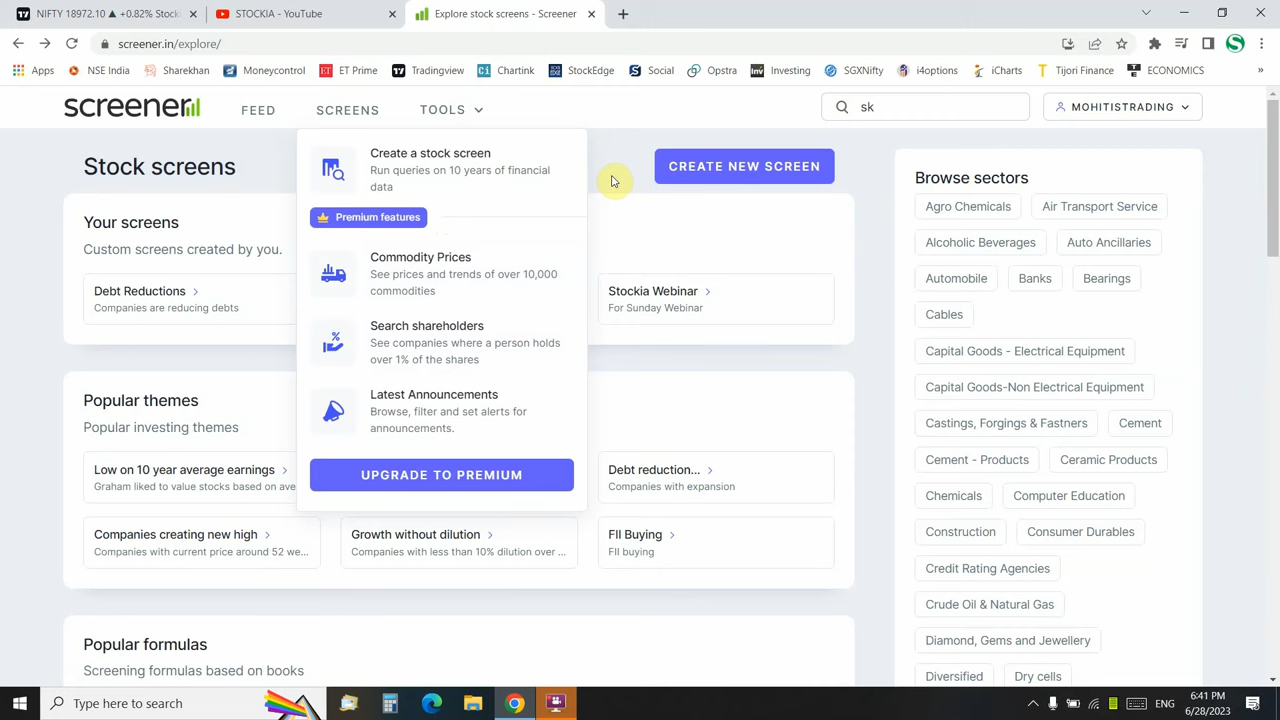 NIFTY 18972.10 ▲ +0.82% Stock
STOCKIA - YouTube
Explore stock screens - Screener
screener.in/explore/
Apps
NSE India
Sharekhan
Moneycontrol
ET Prime
Tradingview
Chartink
StockEdge
Social
Opstra
Investing
SGXNifty
i4options
iCharts
Tijori Finance
ECONOMICS
»
screener
FEED
SCREENS
TOOLS
sk
MOHITISTRADING
Stock screens
CREATE NEW SCREEN
Your screens
Custom screens created by you.
Debt Reductions
Companies are reducing debts
Stockia Webinar
For Sunday Webinar
Create a stock screen
Run queries on 10 years of financial
data
Premium features
Commodity Prices
See prices and trends of over 10,000
commodities
Search shareholders
See companies where a person holds
over 1% of the shares
Latest Announcements
Browse, filter and set alerts for
announcements.
UPGRADE TO PREMIUM
Popular themes
Popular investing themes
Low on 10 year average earnings
Graham liked to value stocks based on ave
Debt reduction...
Companies with expansion
Companies creating new high
Companies with current price around 52 we...
Growth without dilution
Companies with less than 10% dilution over ...
FII Buying
FII buying
Popular formulas
Screening formulas based on books
Browse sectors
Agro Chemicals
Air Transport Service
Alcoholic Beverages
Auto Ancillaries
Automobile
Banks
Bearings
Cables
Capital Goods - Electrical Equipment
Capital Goods-Non Electrical Equipment
Castings, Forgings & Fastners
Cement
Cement - Products
Ceramic Products
Chemicals
Computer Education
Construction
Consumer Durables
Credit Rating Agencies
Crude Oil & Natural Gas
Diamond, Gems and Jewellery
Diversified
Dry cells
Type here to search
ENG
6:41 PM
6/28/2023